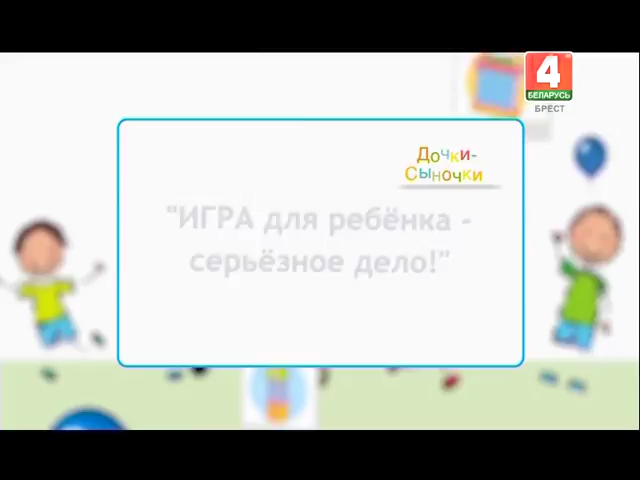 4
БЕЛАРУСЬ
БРЕСТ
Дочки-
Сыночки
"ИГРА для ребёнка -
серьёзное дело!"